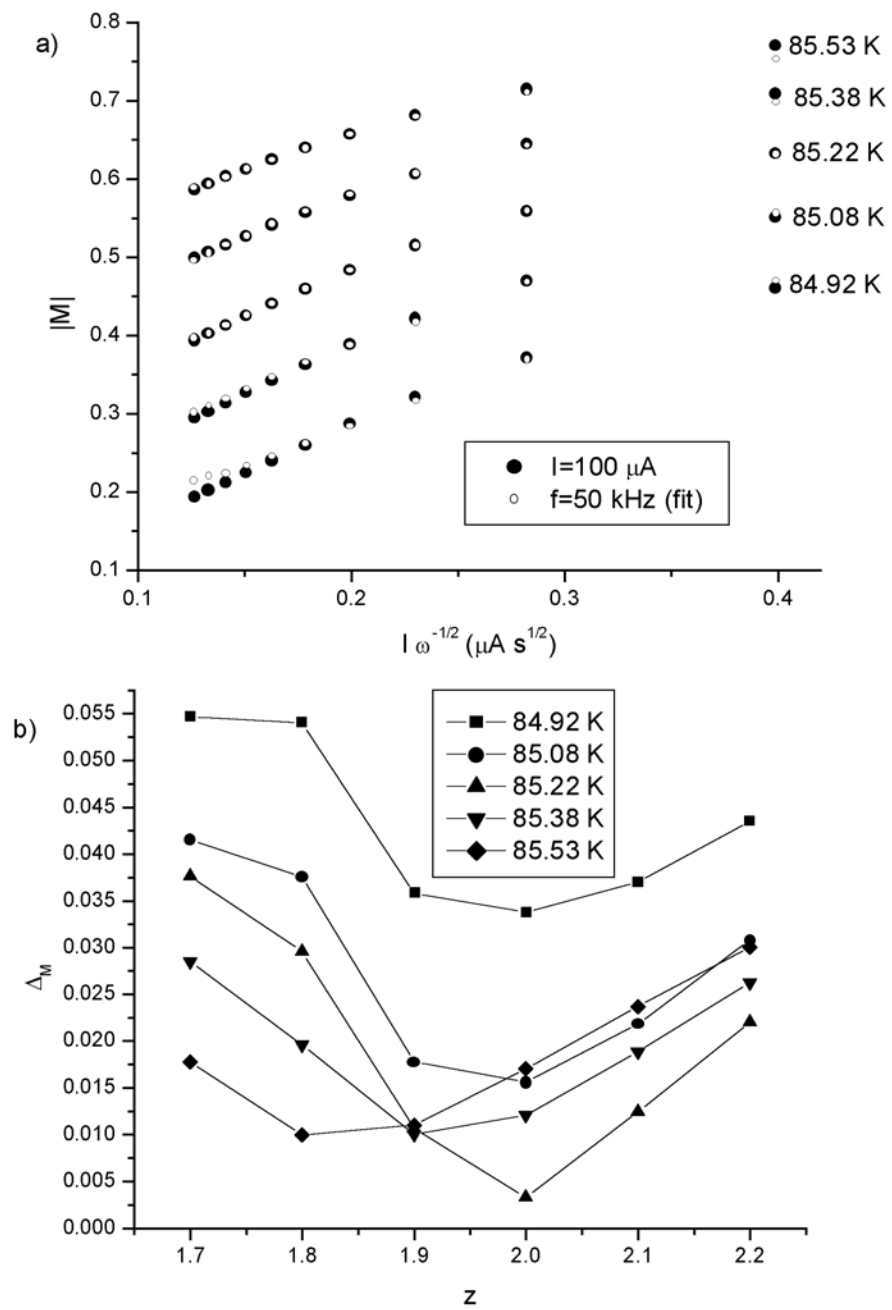 a)
0.8
0.7
0.6
0.5
0.4
0.3
0.2
0.1
|M|
85.53 K
85.38 K
85.22 K
85.08 K
84.92 K
I=100 μA
f=50 kHz (fit)
0.1 0.2 0.3 0.4
I ω^-1/2 (μA s^1/2)
b)
0.055
0.050
0.045
0.040
0.035
0.030
0.025
0.020
0.015
0.010
0.005
0.000
Δ_M
84.92 K
85.08 K
85.22 K
85.38 K
85.53 K
1.7 1.8 1.9 2.0 2.1 2.2
z